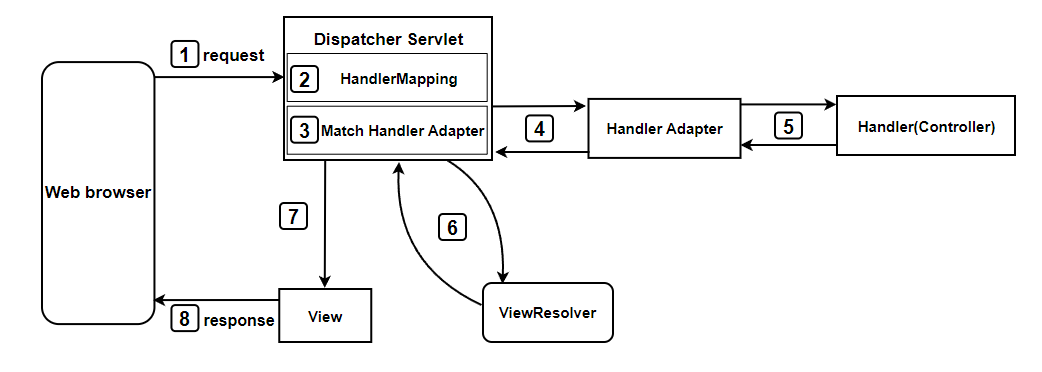 Dispatcher Servlet
1 request
2 HandlerMapping
3 Match Handler Adapter
4
Handler Adapter
5
Handler(Controller)
Web browser
7
6
8 response
View
ViewResolver